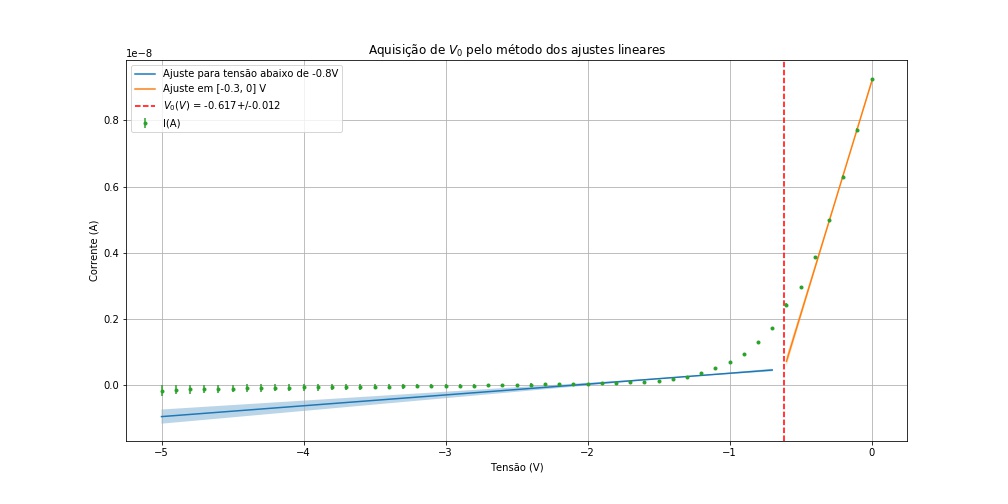 Aquisição de V₀ pelo método dos ajustes lineares
1e−8
Ajuste para tensão abaixo de -0.8V
Ajuste em [-0.3, 0] V
V₀(V) = -0.617+/-0.012
I(A)
0.8
0.6
0.4
0.2
0.0
Corrente (A)
−5 −4 −3 −2 −1 0
Tensão (V)